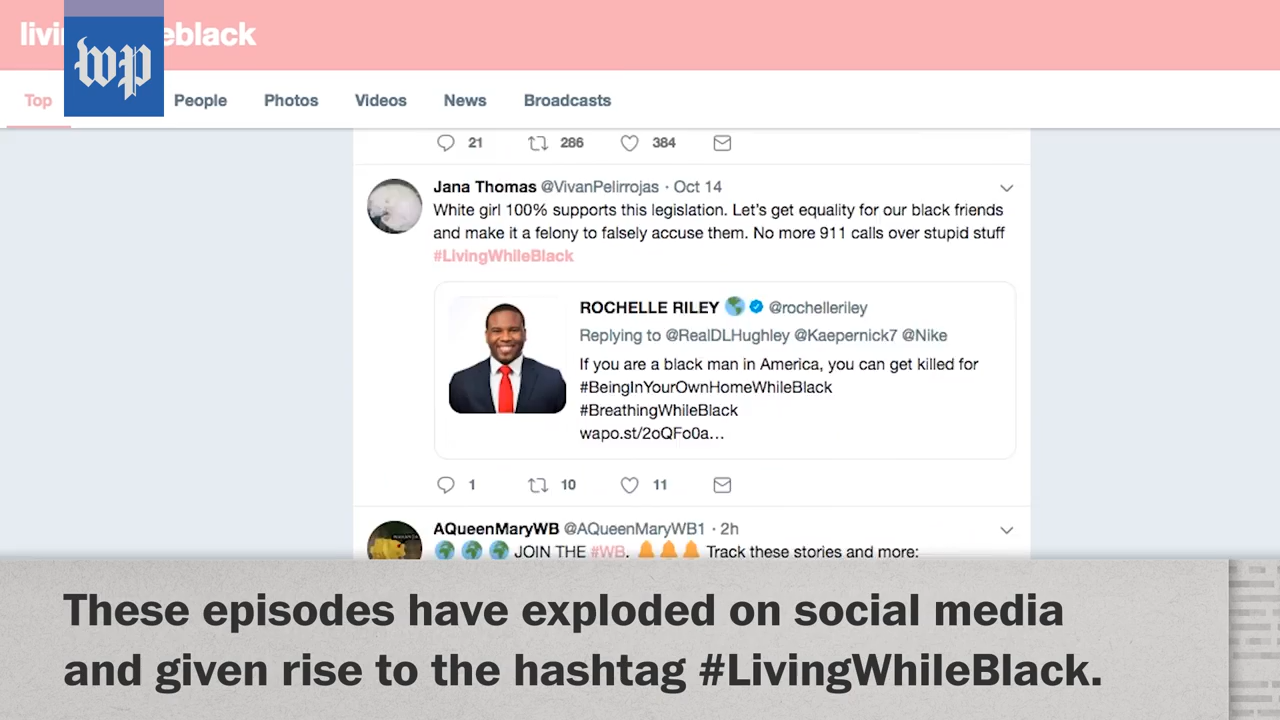 livi eblack
wp
Top People Photos Videos News Broadcasts
21 286 384
Jana Thomas @VivanPelirrojas · Oct 14
White girl 100% supports this legislation. Let's get equality for our black friends
and make it a felony to falsely accuse them. No more 911 calls over stupid stuff
#LivingWhileBlack
ROCHELLE RILEY @rochelleriley
Replying to @RealDLHughley @Kaepernick7 @Nike
If you are a black man in America, you can get killed for
#BeingInYourOwnHomeWhileBlack
#BreathingWhileBlack
wapo.st/2oQFo0a...
1 10 11
AQueenMaryWB @AQueenMaryWB1 · 2h
JOIN THE #WB. Track these stories and more:
These episodes have exploded on social media
and given rise to the hashtag #LivingWhileBlack.